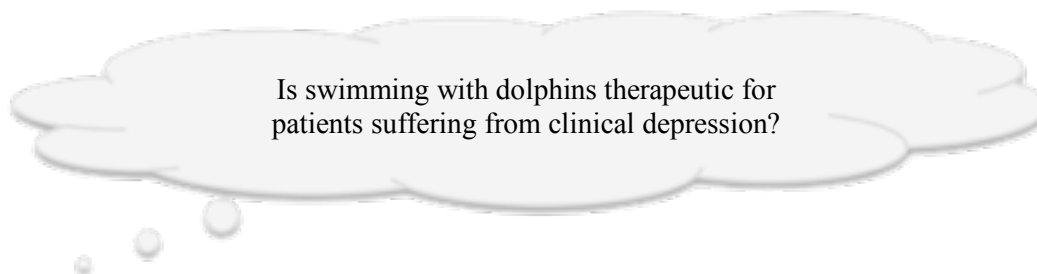 Is swimming with dolphins therapeutic for
patients suffering from clinical depression?